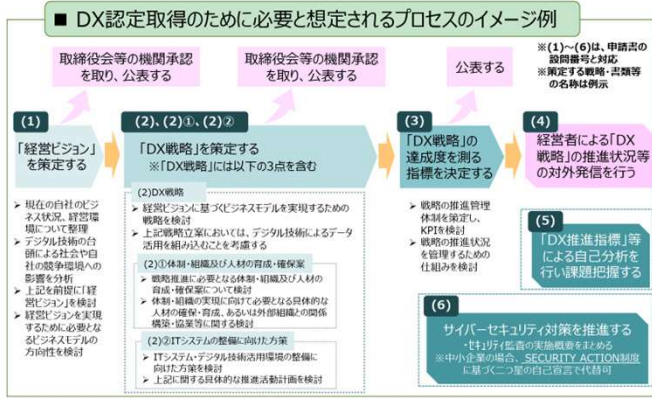 ■ DX認定取得のために必要と想定されるプロセスのイメージ例
取締役会等の機関承認
を取り、公表する
取締役会等の機関承認
を取り、公表する
公表する
※(1)～(6)は、申請書の
設問番号と対応
※策定する戦略・書類等
の名称は例示
(1)
「経営ビジョン」
を策定する
➤ 現在の自社のビジ
ネス状況、経営環
境について整理
➤ デジタル技術の台
頭による社会や自
社の競争環境への
影響を分析
➤ 上記を前提に「経
営ビジョン」を検討
➤ 経営ビジョンを実現
するために必要とな
るビジネスモデルの
方向性を検討
(2)、(2)①、(2)②
「DX戦略」を策定する
※「DX戦略」には以下の3点を含む
(2)DX戦略
➤ 経営ビジョンに基づくビジネスモデルを実現するための
戦略を検討
➤ 上記戦略立案においては、デジタル技術によるデータ
活用を組み込むことを考慮する
(2)①体制・組織及び人材の育成・確保案
➤ 戦略推進に必要となる体制・組織及び人材の
育成・確保案について検討
➤ 体制・組織の実現に向けて必要となる具体的な
人材の確保・育成、あるいは外部組織との関係
構築・協業等に関する検討
(2)②ITシステムの整備に向けた方策
➤ ITシステム・デジタル技術活用環境の整備に
向けた方策を検討
➤ 上記に関する具体的な推進活動計画を検討
(3)
「DX戦略」の
達成度を測る
指標を決定する
➤ 戦略の推進管理
体制を策定し、
KPIを検討
➤ 戦略の推進状況
を管理するための
仕組みを検討
(4)
経営者による「DX
戦略」の推進状況等
の対外発信を行う
(5)
「DX推進指標」等
による自己分析を
行い課題把握する
(6)
サイバーセキュリティ対策を推進する
・セキュリティ監査の実施概要をまとめる
※中小企業の場合、SECURITY ACTION制度
に基づく二つ星の自己宣言で代替可